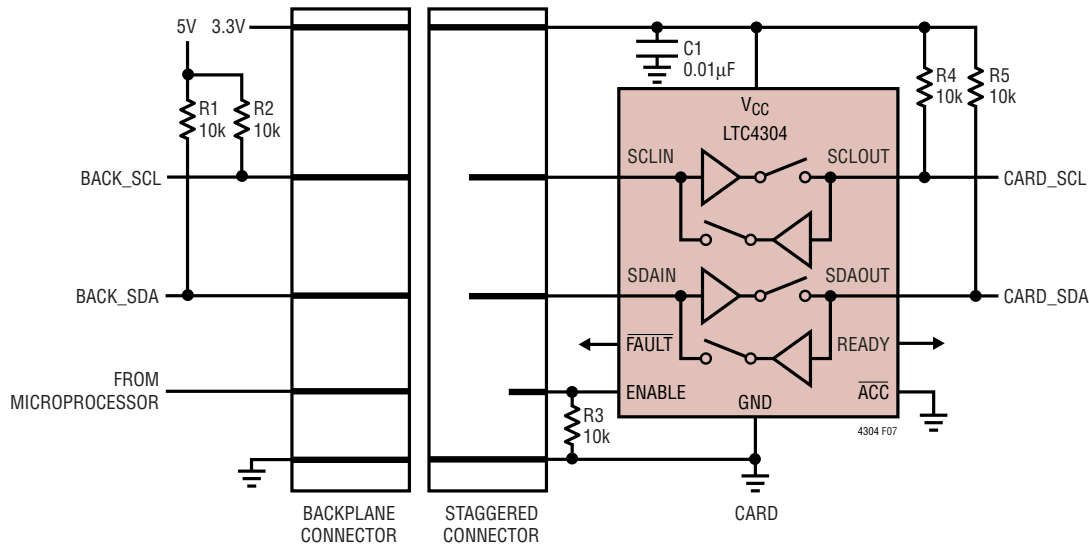 5V 3.3V
C1
0.01µF
R1
10k
R2
10k
R4
10k
R5
10k
VCC
LTC4304
BACK_SCL
SCLIN
SCLOUT
CARD_SCL
BACK_SDA
SDAIN
SDAOUT
CARD_SDA
FAULT
READY
FROM
MICROPROCESSOR
ENABLE
GND
ACC
R3
10k
4304 F07
BACKPLANE
CONNECTOR
STAGGERED
CONNECTOR
CARD